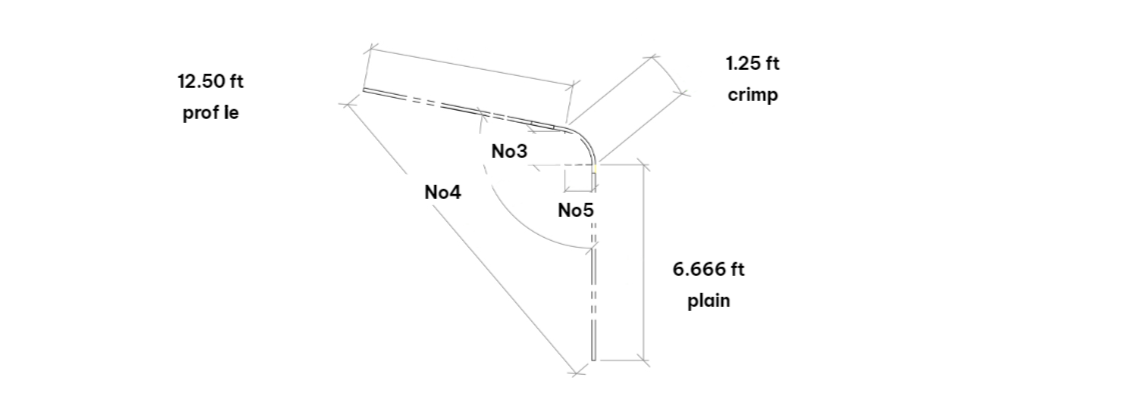 12.50 ft
prof le
1.25 ft
crimp
No3
No4
No5
6.666 ft
plain